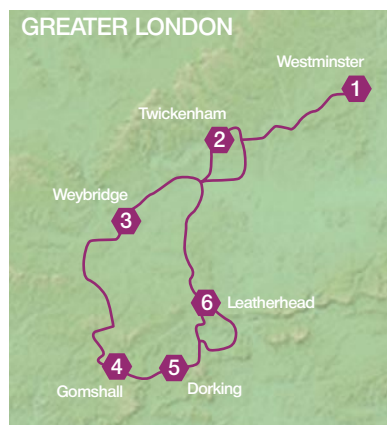 GREATER LONDON
Westminster
1
Twickenham
2
Weybridge
3
6
Leatherhead
4
5
Gomshall
Dorking